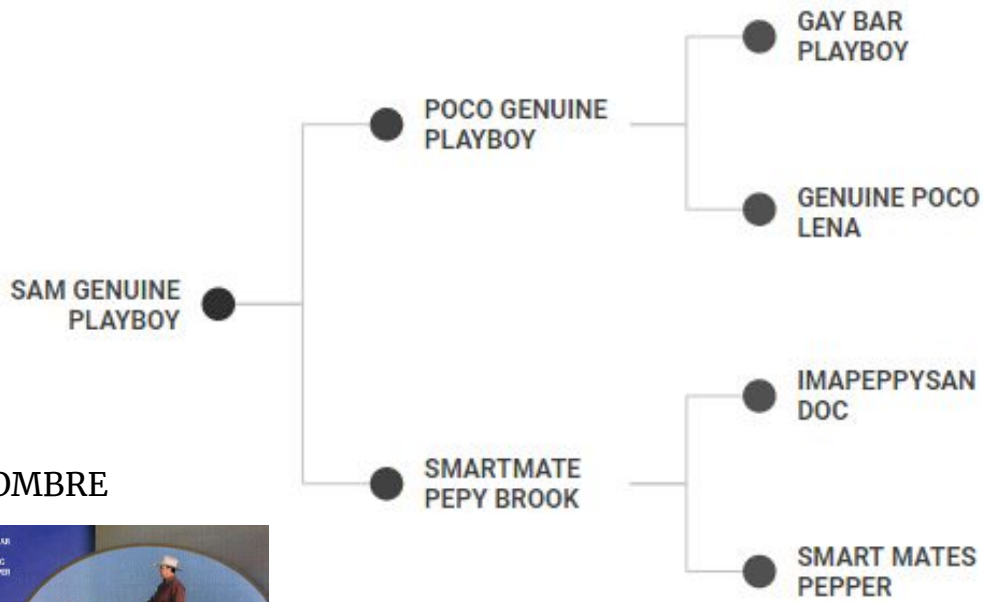 GAY BAR
PLAYBOY
POCO GENUINE
PLAYBOY
GENUINE POCO
LENA
SAM GENUINE
PLAYBOY
IMAPEPPYSAN
DOC
OMBRE
SMARTMATE
PEPY BROOK
SMART MATES
PEPPER